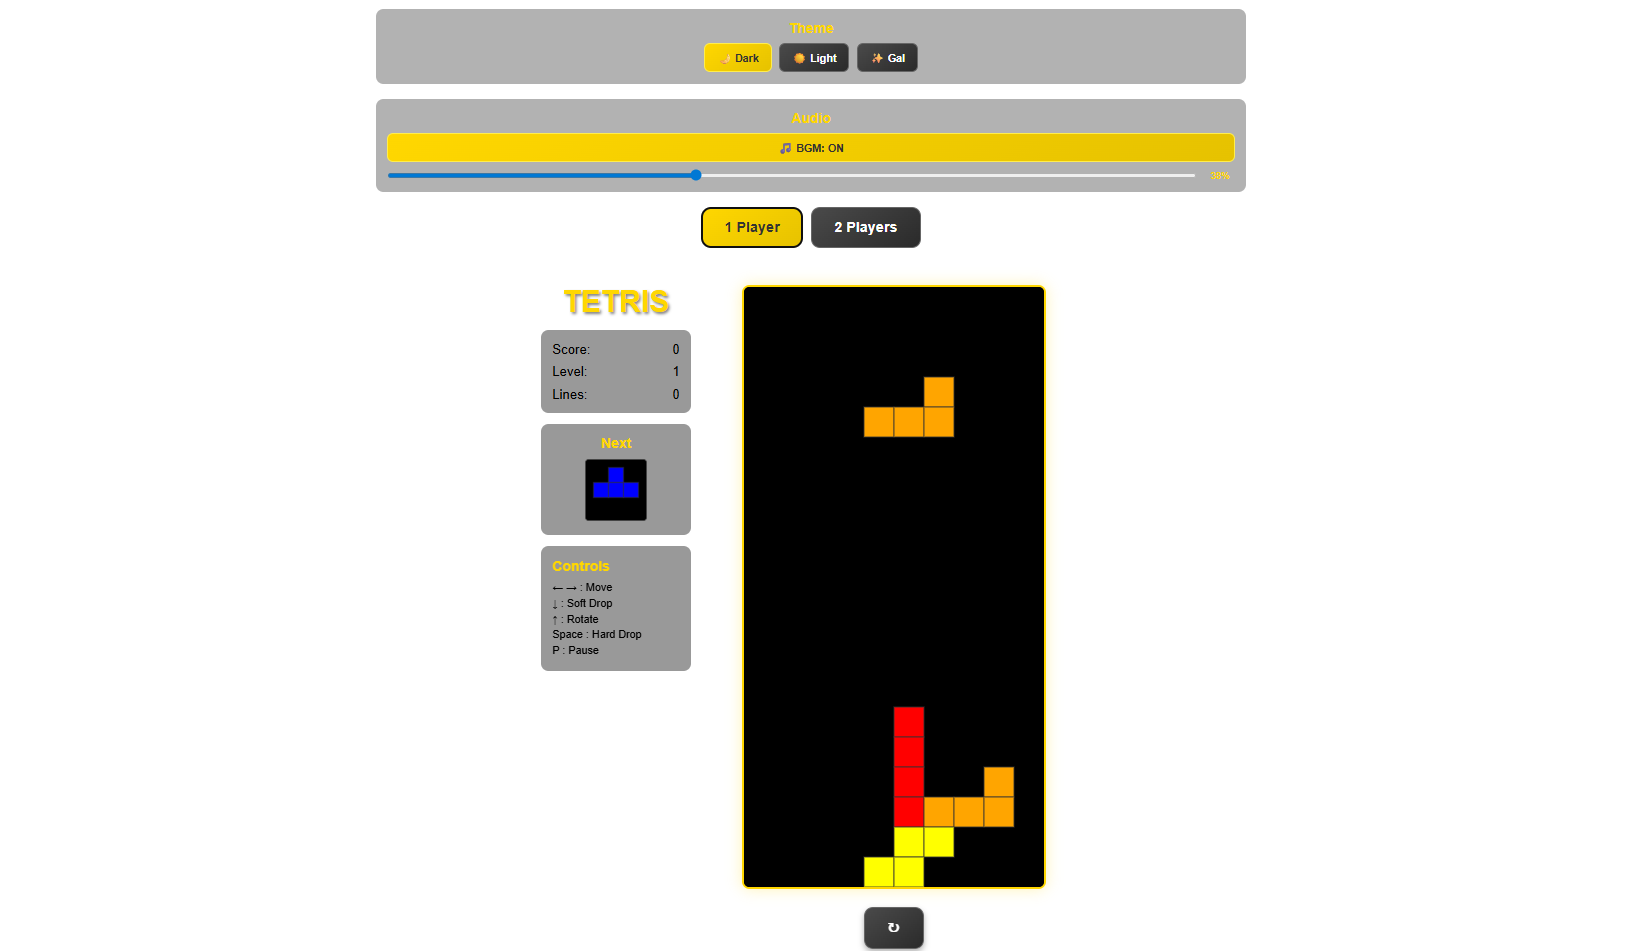 Theme
🌙 Dark
☀️ Light
✨ Gal
Audio
🎵 BGM: ON
38%
1 Player
2 Players
TETRIS
Score: 0
Level: 1
Lines: 0
Next
Controls
←→ : Move
↓ : Soft Drop
↑ : Rotate
Space : Hard Drop
P : Pause
↻